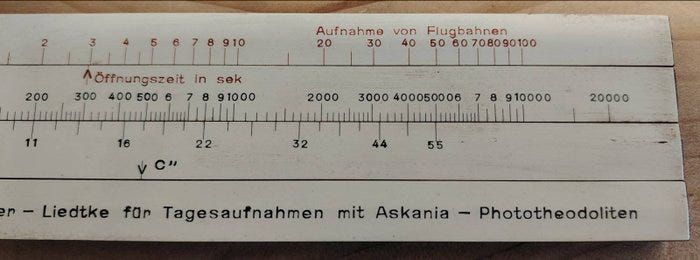 Aufnahme von Flugbahnen
2 3 4 5 6 7 8 9 10 20 30 40 50 60 70 80 90 100
Öffnungszeit in sek
200 300 400 500 6 7 8 9 1000 2000 3000 4000 5000 6 7 8 9 10000 20000
11 16 22 32 44 55
C"
er – Liedtke für Tagesaufnahmen mit Askania – Phototheodoliten